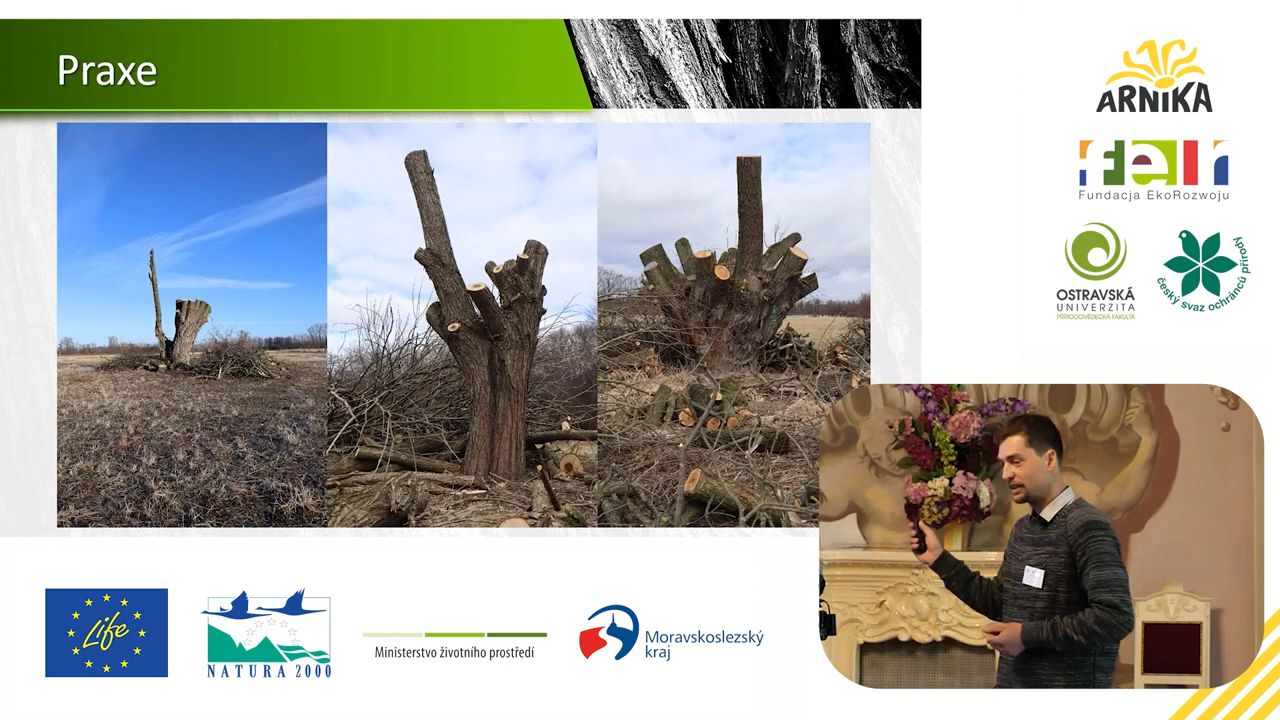 Praxe
ARNIKA
feri
Fundacja EkoRozwoju
OSTRAVSKÁ
UNIVERZITA
PŘÍRODOVĚDECKÁ FAKULTA
český svaz ochránců přírody
Life
NATURA 2000
Ministerstvo životního prostředí
Moravskoslezský
kraj